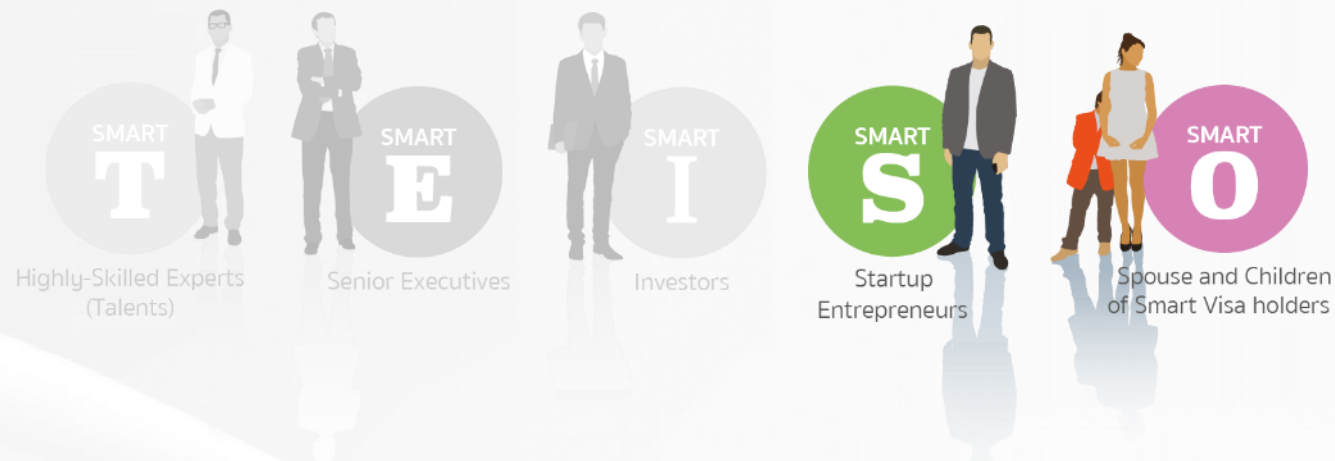 SMART
T
Highly-Skilled Experts
(Talents)
SMART
E
Senior Executives
SMART
I
Investors
SMART
S
Startup
Entrepreneurs
SMART
O
Spouse and Children
of Smart Visa holders